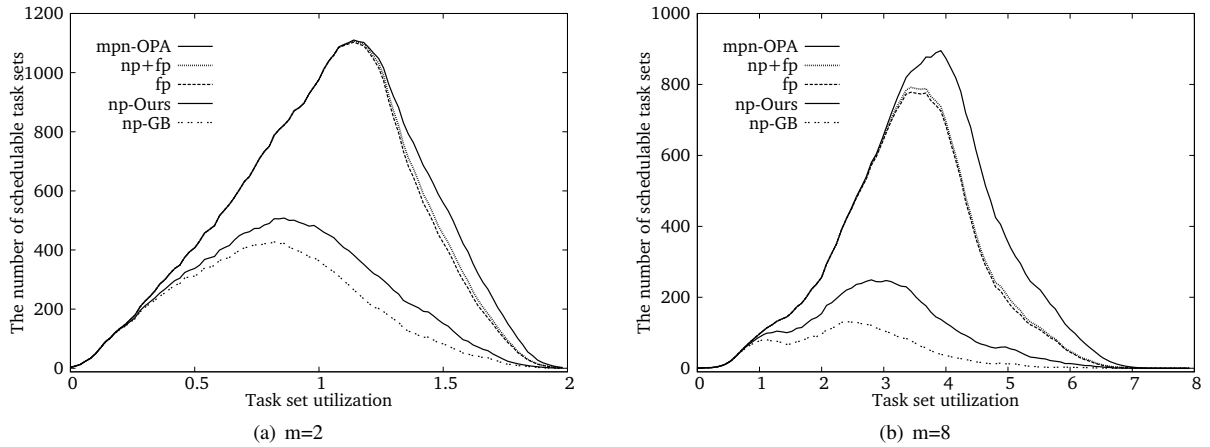 The number of schedulable task sets
1200
1000
800
600
400
200
0
mpn-OPA
np+fp
fp
np-Ours
np-GB
0
0.5
1
1.5
2
Task set utilization
(a) m=2
The number of schedulable task sets
1000
800
600
400
200
0
mpn-OPA
np+fp
fp
np-Ours
np-GB
0
1
2
3
4
5
6
7
8
Task set utilization
(b) m=8